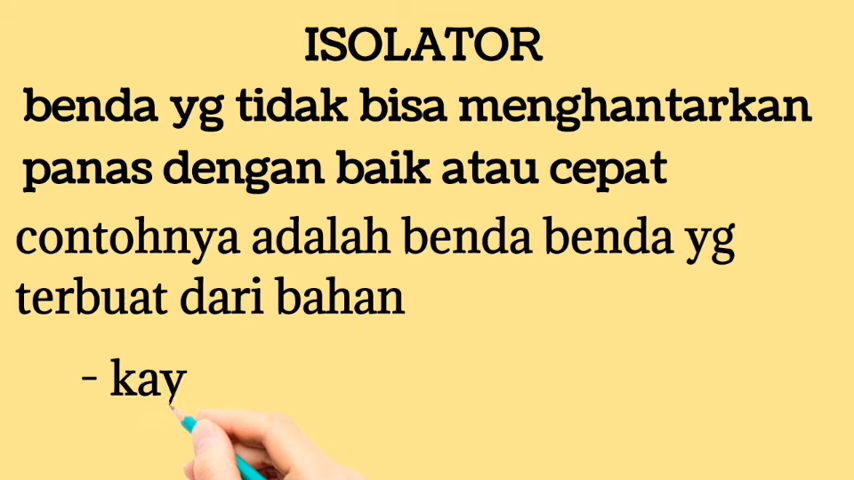 ISOLATOR
benda yg tidak bisa menghantarkan
panas dengan baik atau cepat
contohnya adalah benda benda yg
terbuat dari bahan
- kay